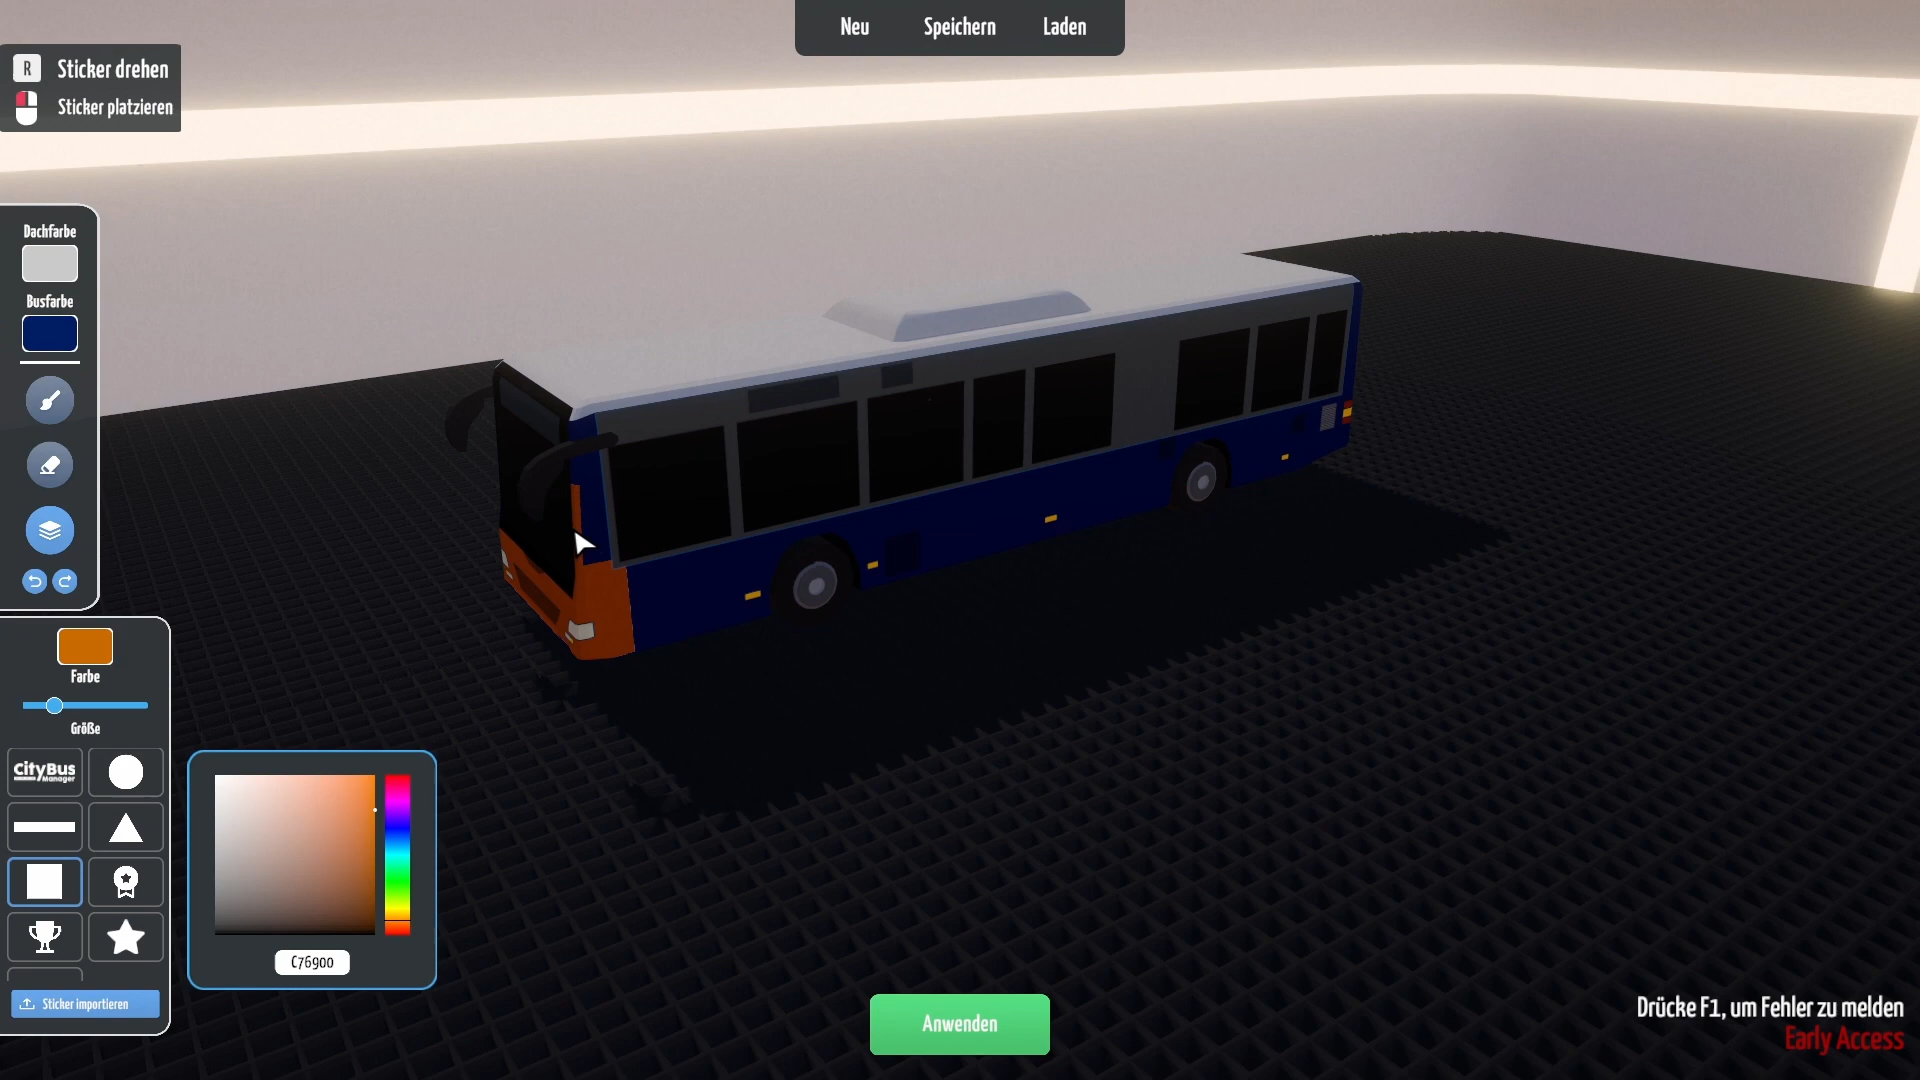 Neu Speichern Laden
R Sticker drehen
Sticker platzieren
Dachfarbe
Busfarbe
Farbe
Größe
CityBus
Manager
C76900
Sticker importieren
Anwenden
Drücke F1, um Fehler zu melden
Early Access